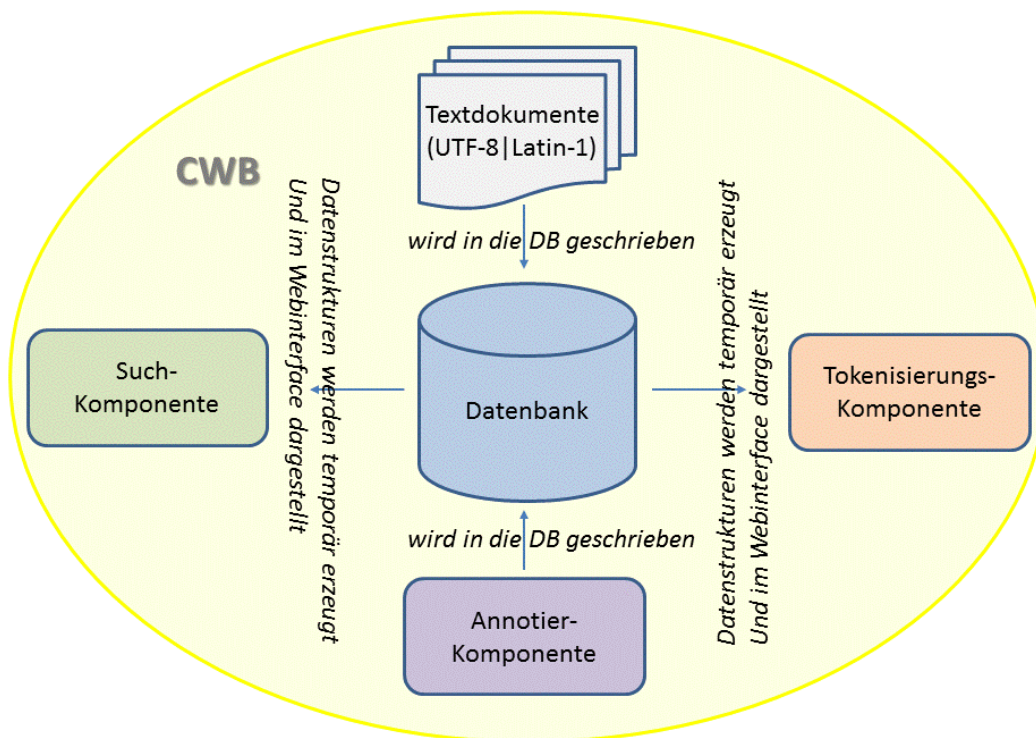 Textdokumente
(UTF-8|Latin-1)
CWB
wird in die DB geschrieben
Datenstrukturen werden temporär erzeugt
Und im Webinterface dargestellt
Such-
Komponente
Datenbank
Datenstrukturen werden temporär erzeugt
Und im Webinterface dargestellt
Tokenisierungs-
Komponente
wird in die DB geschrieben
Annotier-
Komponente